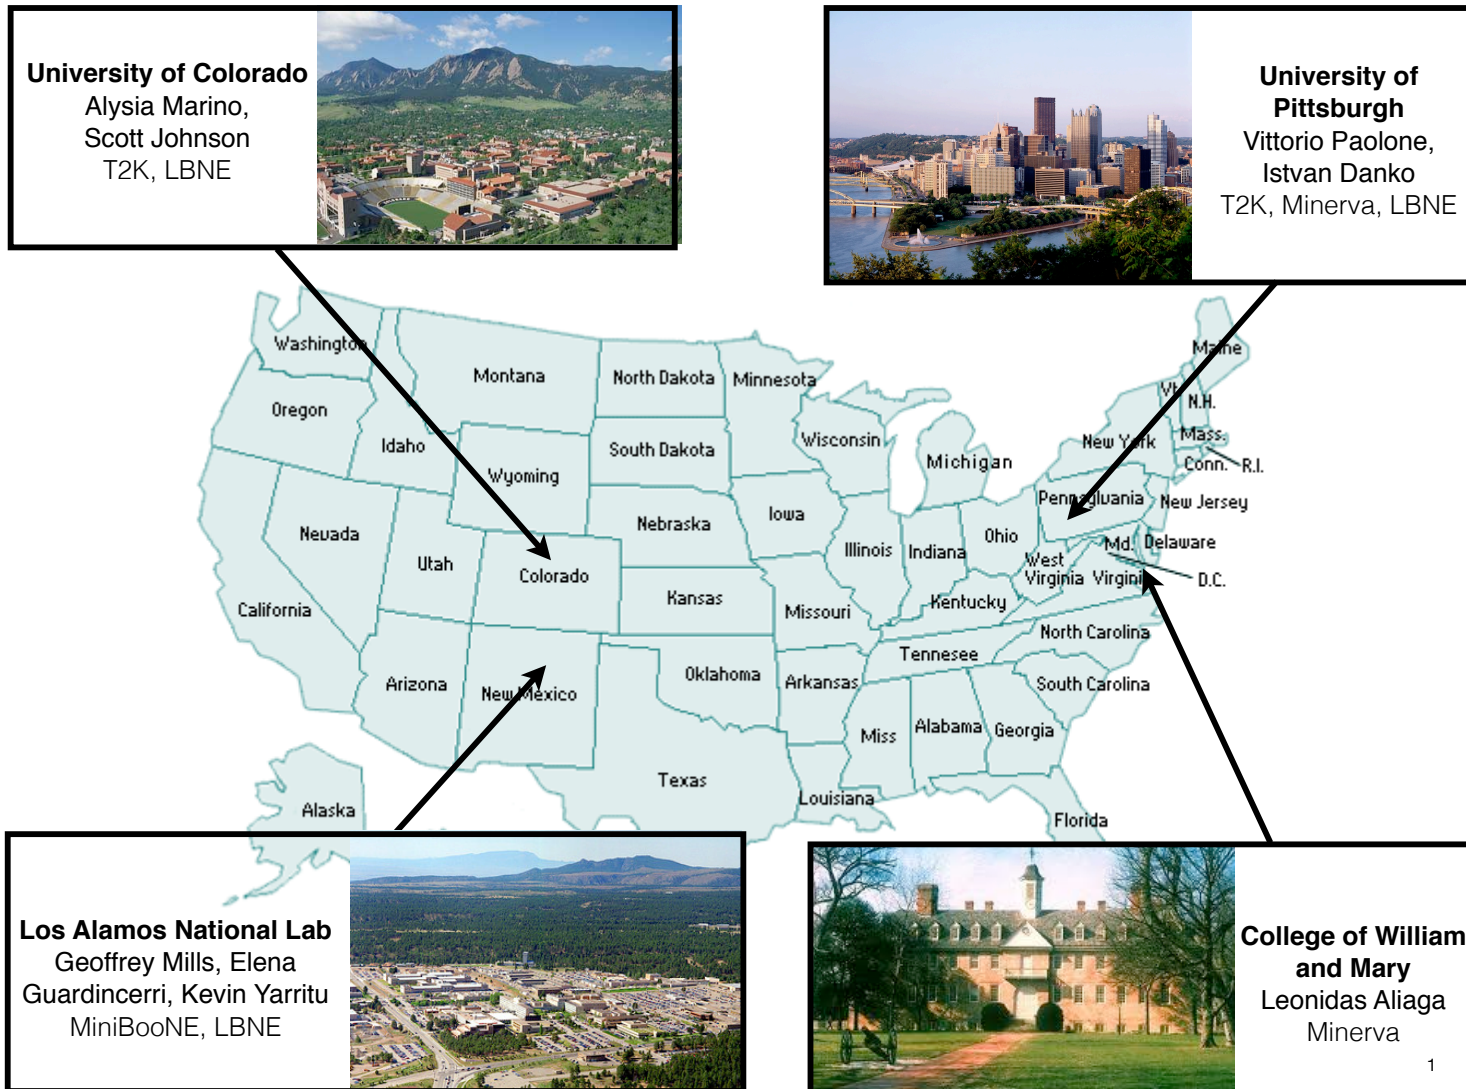 University of Colorado
Alysia Marino,
Scott Johnson
T2K, LBNE
University of
Pittsburgh
Vittorio Paolone,
Istvan Danko
T2K, Minerva, LBNE
Washington
Montana
North Dakota
Minnesota
Maine
Oregon
Idaho
Wyoming
South Dakota
Wisconsin
Michigan
New York
Vt.
N.H.
Mass.
Conn.
R.I.
Nevada
Utah
Colorado
Nebraska
Iowa
Illinois
Indiana
Ohio
Pennsylvania
New Jersey
Md.
Delaware
West
Virginia
Virginia
D.C.
California
Kansas
Missouri
Kentucky
North Carolina
Tennesee
South Carolina
Arizona
New Mexico
Oklahoma
Arkansas
Miss
Alabama
Georgia
Texas
Louisiana
Florida
Alaska
Los Alamos National Lab
Geoffrey Mills, Elena
Guardincerri, Kevin Yarritu
MiniBooNE, LBNE
College of William
and Mary
Leonidas Aliaga
Minerva
1